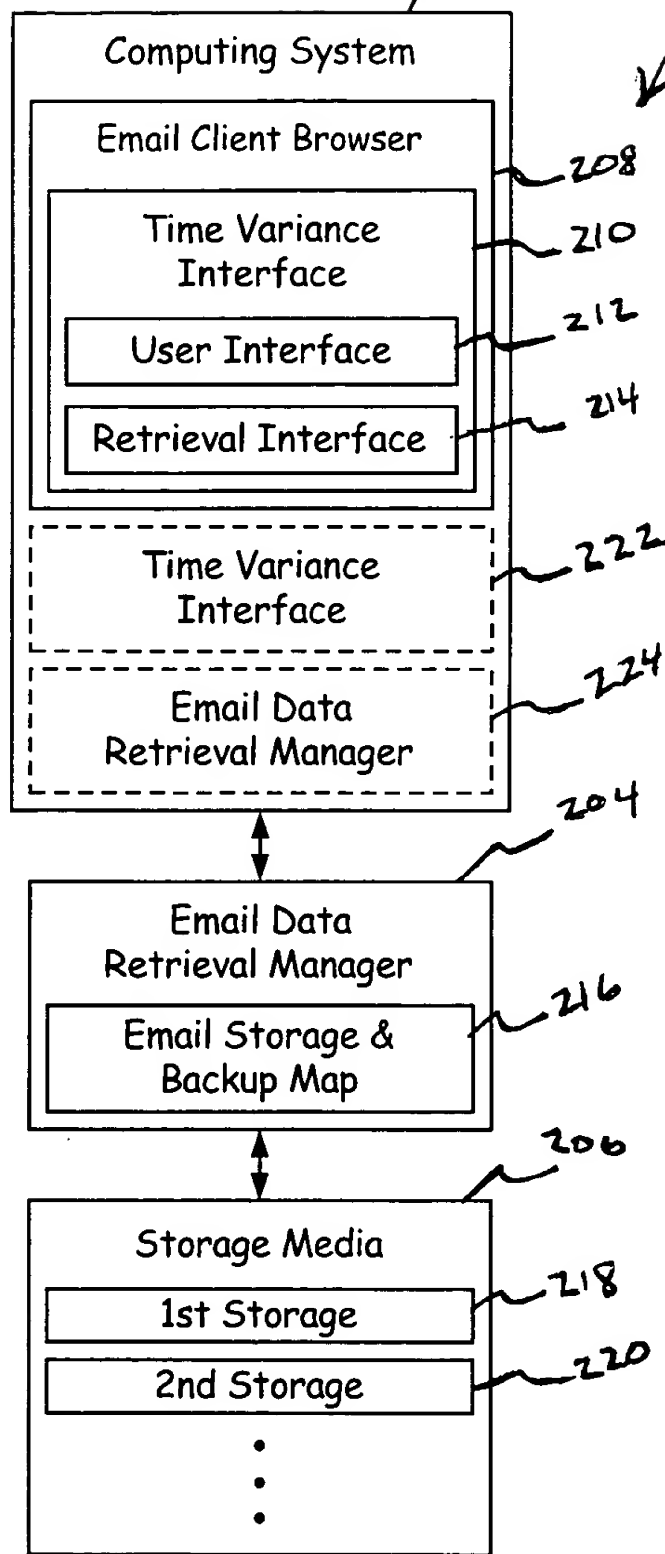 Computing System
Email Client Browser
208
Time Variance
Interface
210
User Interface
212
Retrieval Interface
214
Time Variance
Interface
222
Email Data
Retrieval Manager
224
204
Email Data
Retrieval Manager
Email Storage &
Backup Map
216
206
Storage Media
1st Storage
218
2nd Storage
220